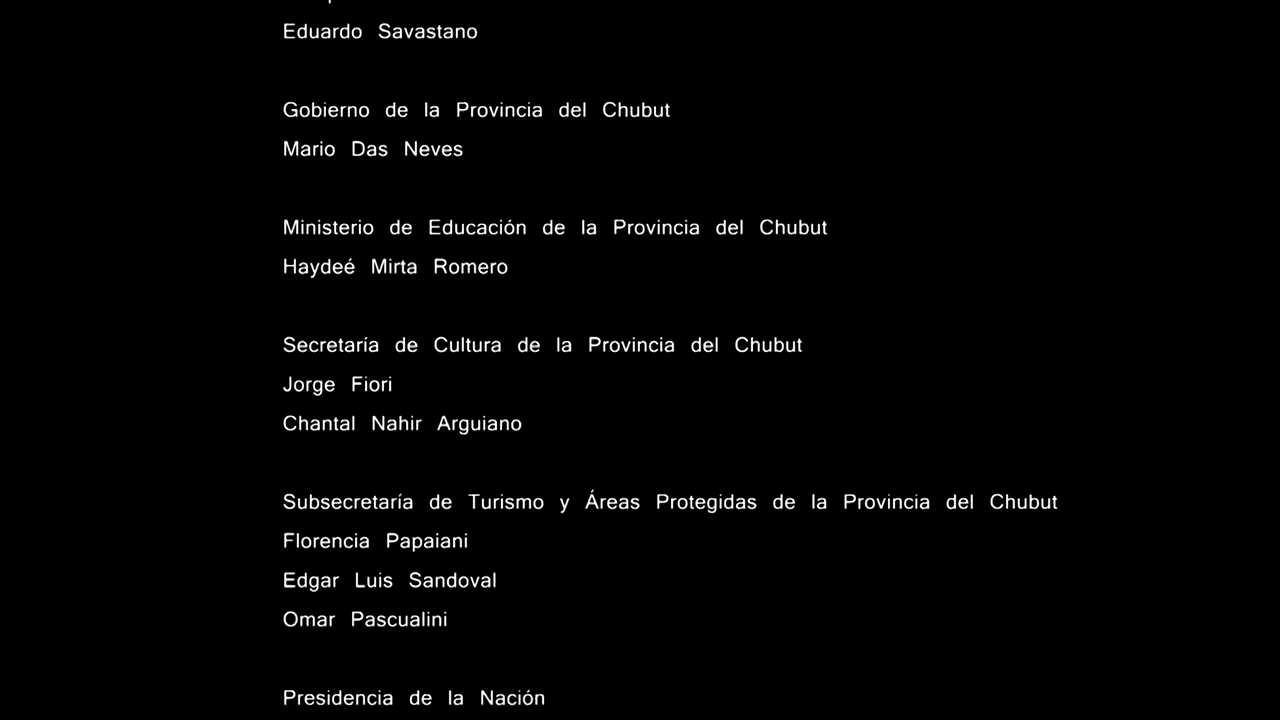 Eduardo Savastano
Gobierno de la Provincia del Chubut
Mario Das Neves
Ministerio de Educación de la Provincia del Chubut
Haydeé Mirta Romero
Secretaría de Cultura de la Provincia del Chubut
Jorge Fiori
Chantal Nahir Arguiano
Subsecretaría de Turismo y Áreas Protegidas de la Provincia del Chubut
Florencia Papaiani
Edgar Luis Sandoval
Omar Pascualini
Presidencia de la Nación